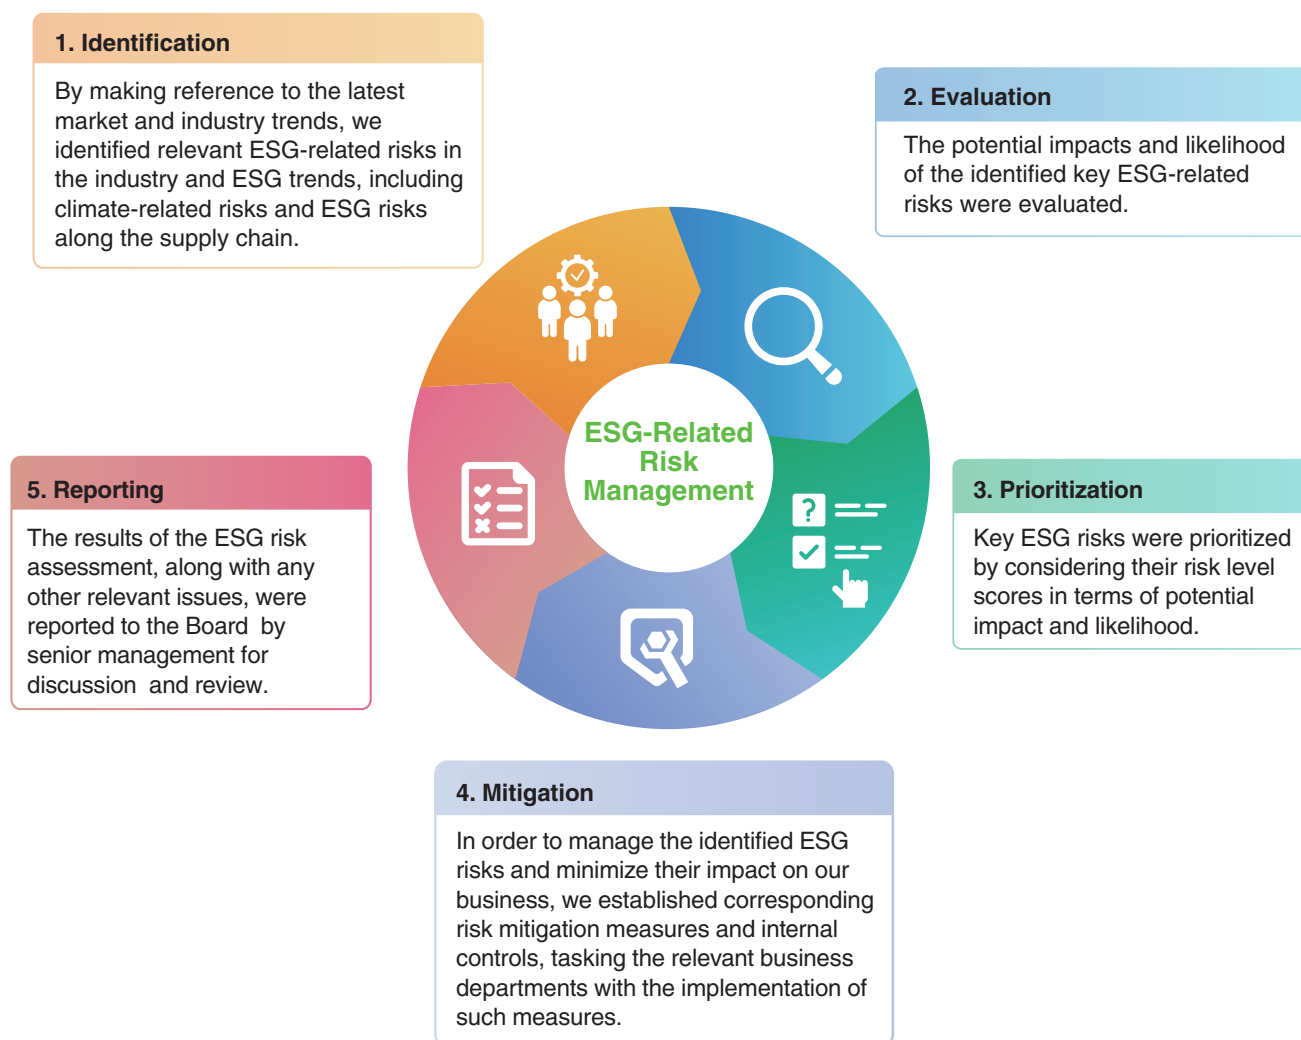 1. Identification
By making reference to the latest
market and industry trends, we
identified relevant ESG-related risks in
the industry and ESG trends, including
climate-related risks and ESG risks
along the supply chain.
2. Evaluation
The potential impacts and likelihood
of the identified key ESG-related
risks were evaluated.
ESG-Related
Risk
Management
3. Prioritization
Key ESG risks were prioritized
by considering their risk level
scores in terms of potential
impact and likelihood.
4. Mitigation
In order to manage the identified ESG
risks and minimize their impact on our
business, we established corresponding
risk mitigation measures and internal
controls, tasking the relevant business
departments with the implementation of
such measures.
5. Reporting
The results of the ESG risk
assessment, along with any
other relevant issues, were
reported to the Board  by
senior management for
discussion  and review.